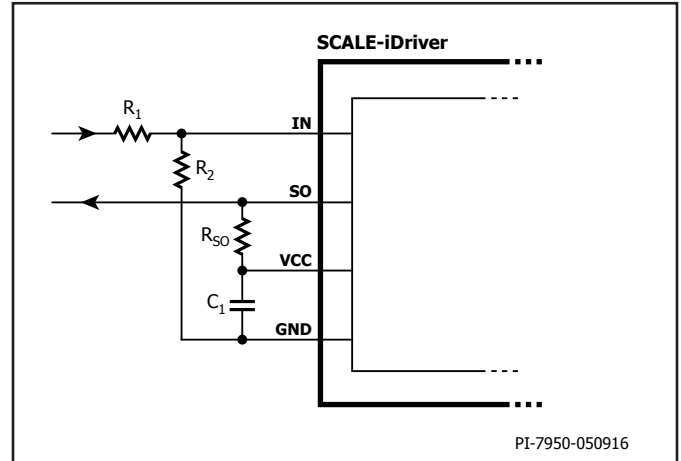 SCALE-iDriver
R1
IN
R2
SO
RSO
VCC
C1
GND
PI-7950-050916